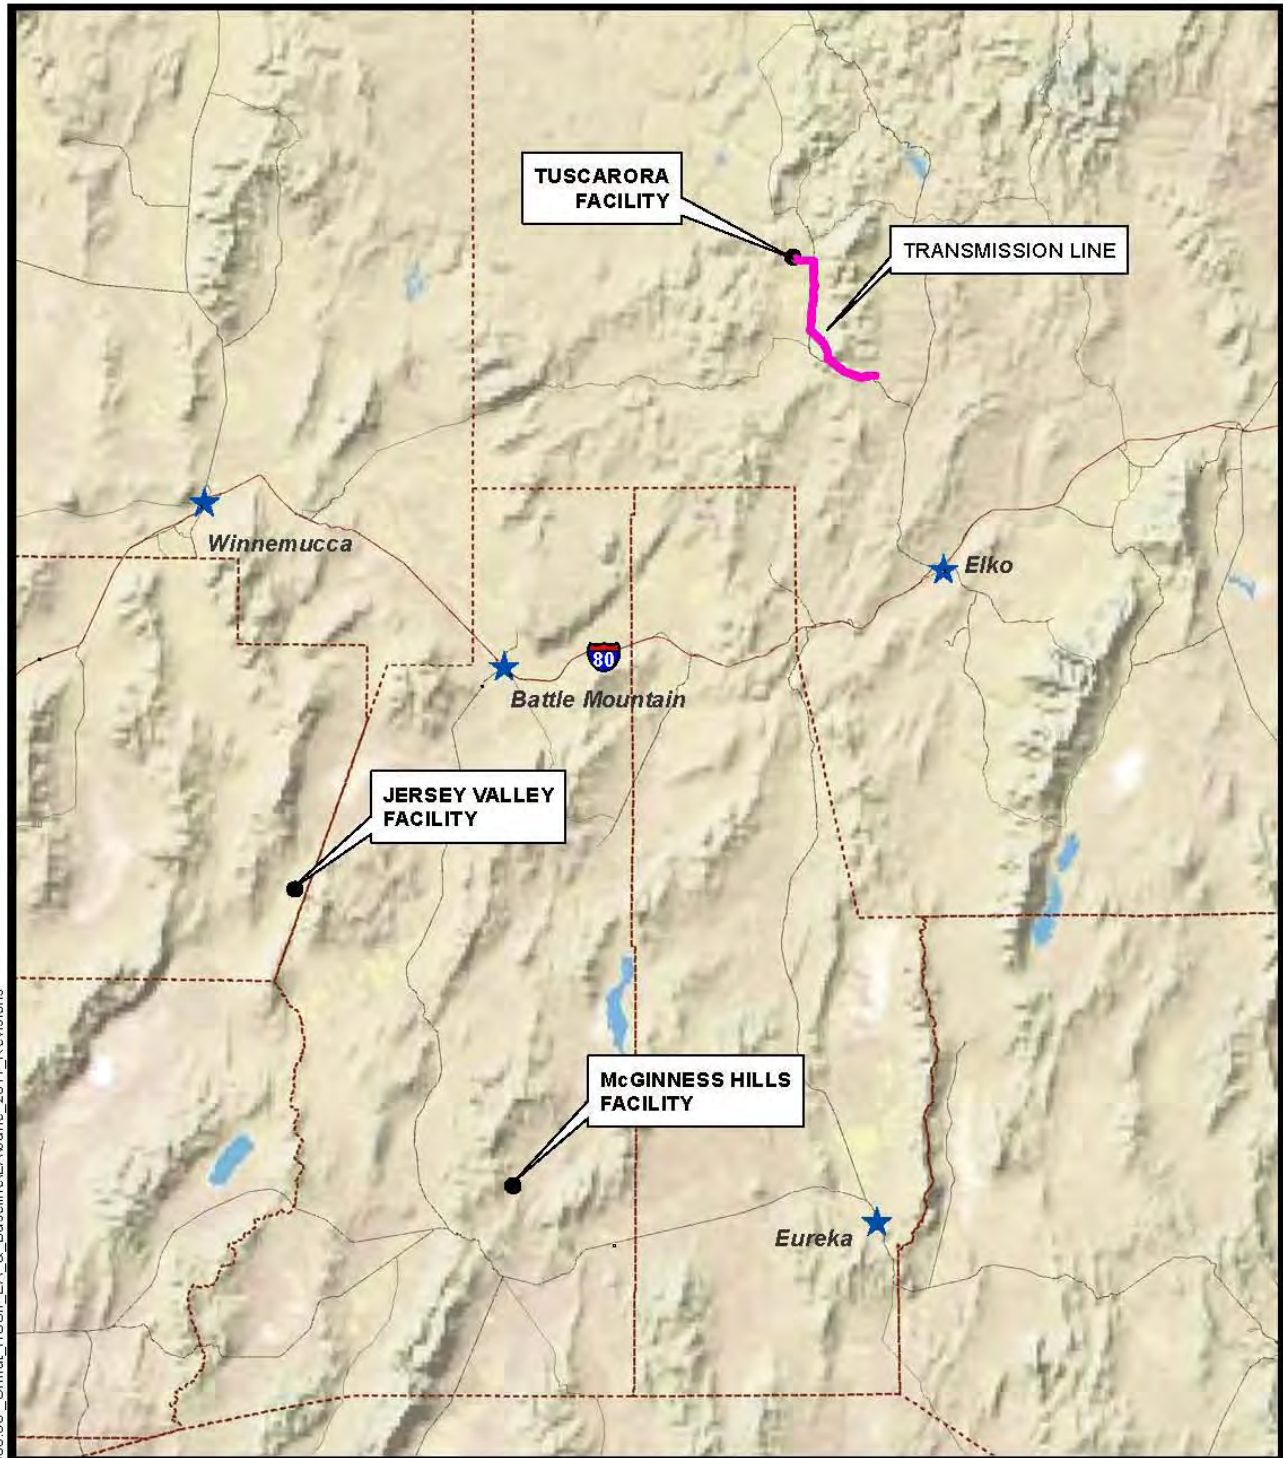 TUSCARORA
FACILITY
TRANSMISSION LINE
Winnemucca
Elko
80
Battle Mountain
JERSEY VALLEY
FACILITY
McGINNESS HILLS
FACILITY
Eureka